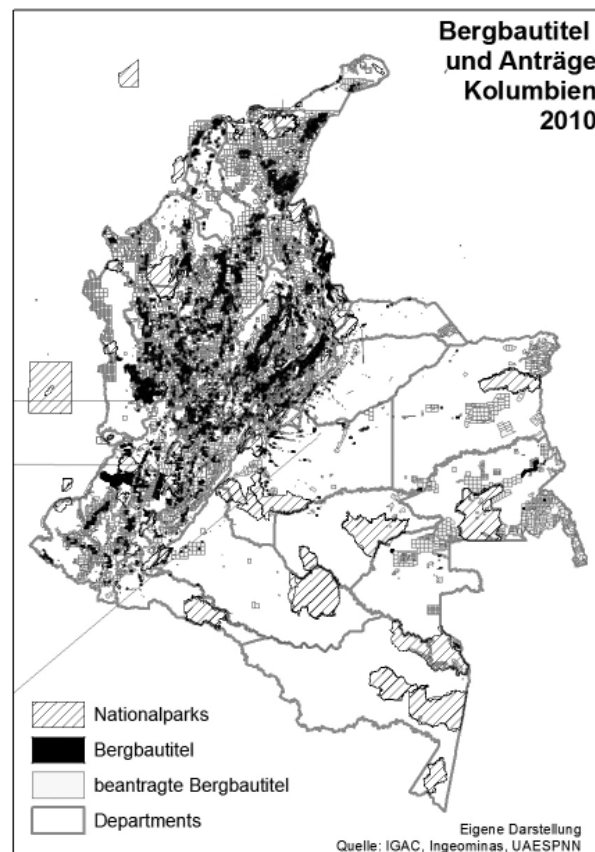 Bergbautitel
und Anträge
Kolumbien
2010
Nationalparks
Bergbautitel
beantragte Bergbautitel
Departments
Eigene Darstellung
Quelle: IGAC, Ingeominas, UAESPNN